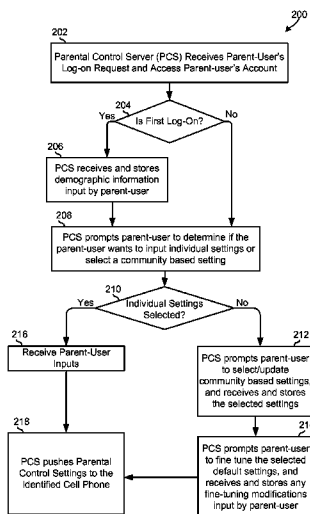 200
202
Parental Control Server (PCS) Receives Parent-User's
Log-on Request and Access Parent-user's Account
204
Yes
Is First Log-On?
No
206
PCS receives and stores
demographic information
input by parent-user
208
PCS prompts parent-user to determine if the
parent-user wants to input individual settings or
select a community based setting
210
Yes
Individual Settings
Selected?
No
216
Receive Parent-User
Inputs
212
PCS prompts parent-user
to select/update
community based settings,
and receives and stores
the selected settings
218
PCS pushes Parental
Control Settings to the
Identified Cell Phone
21
PCS prompts parent-user
to fine tune the selected
default settings, and
receives and stores any
fine-tuning modifications
input by parent-user